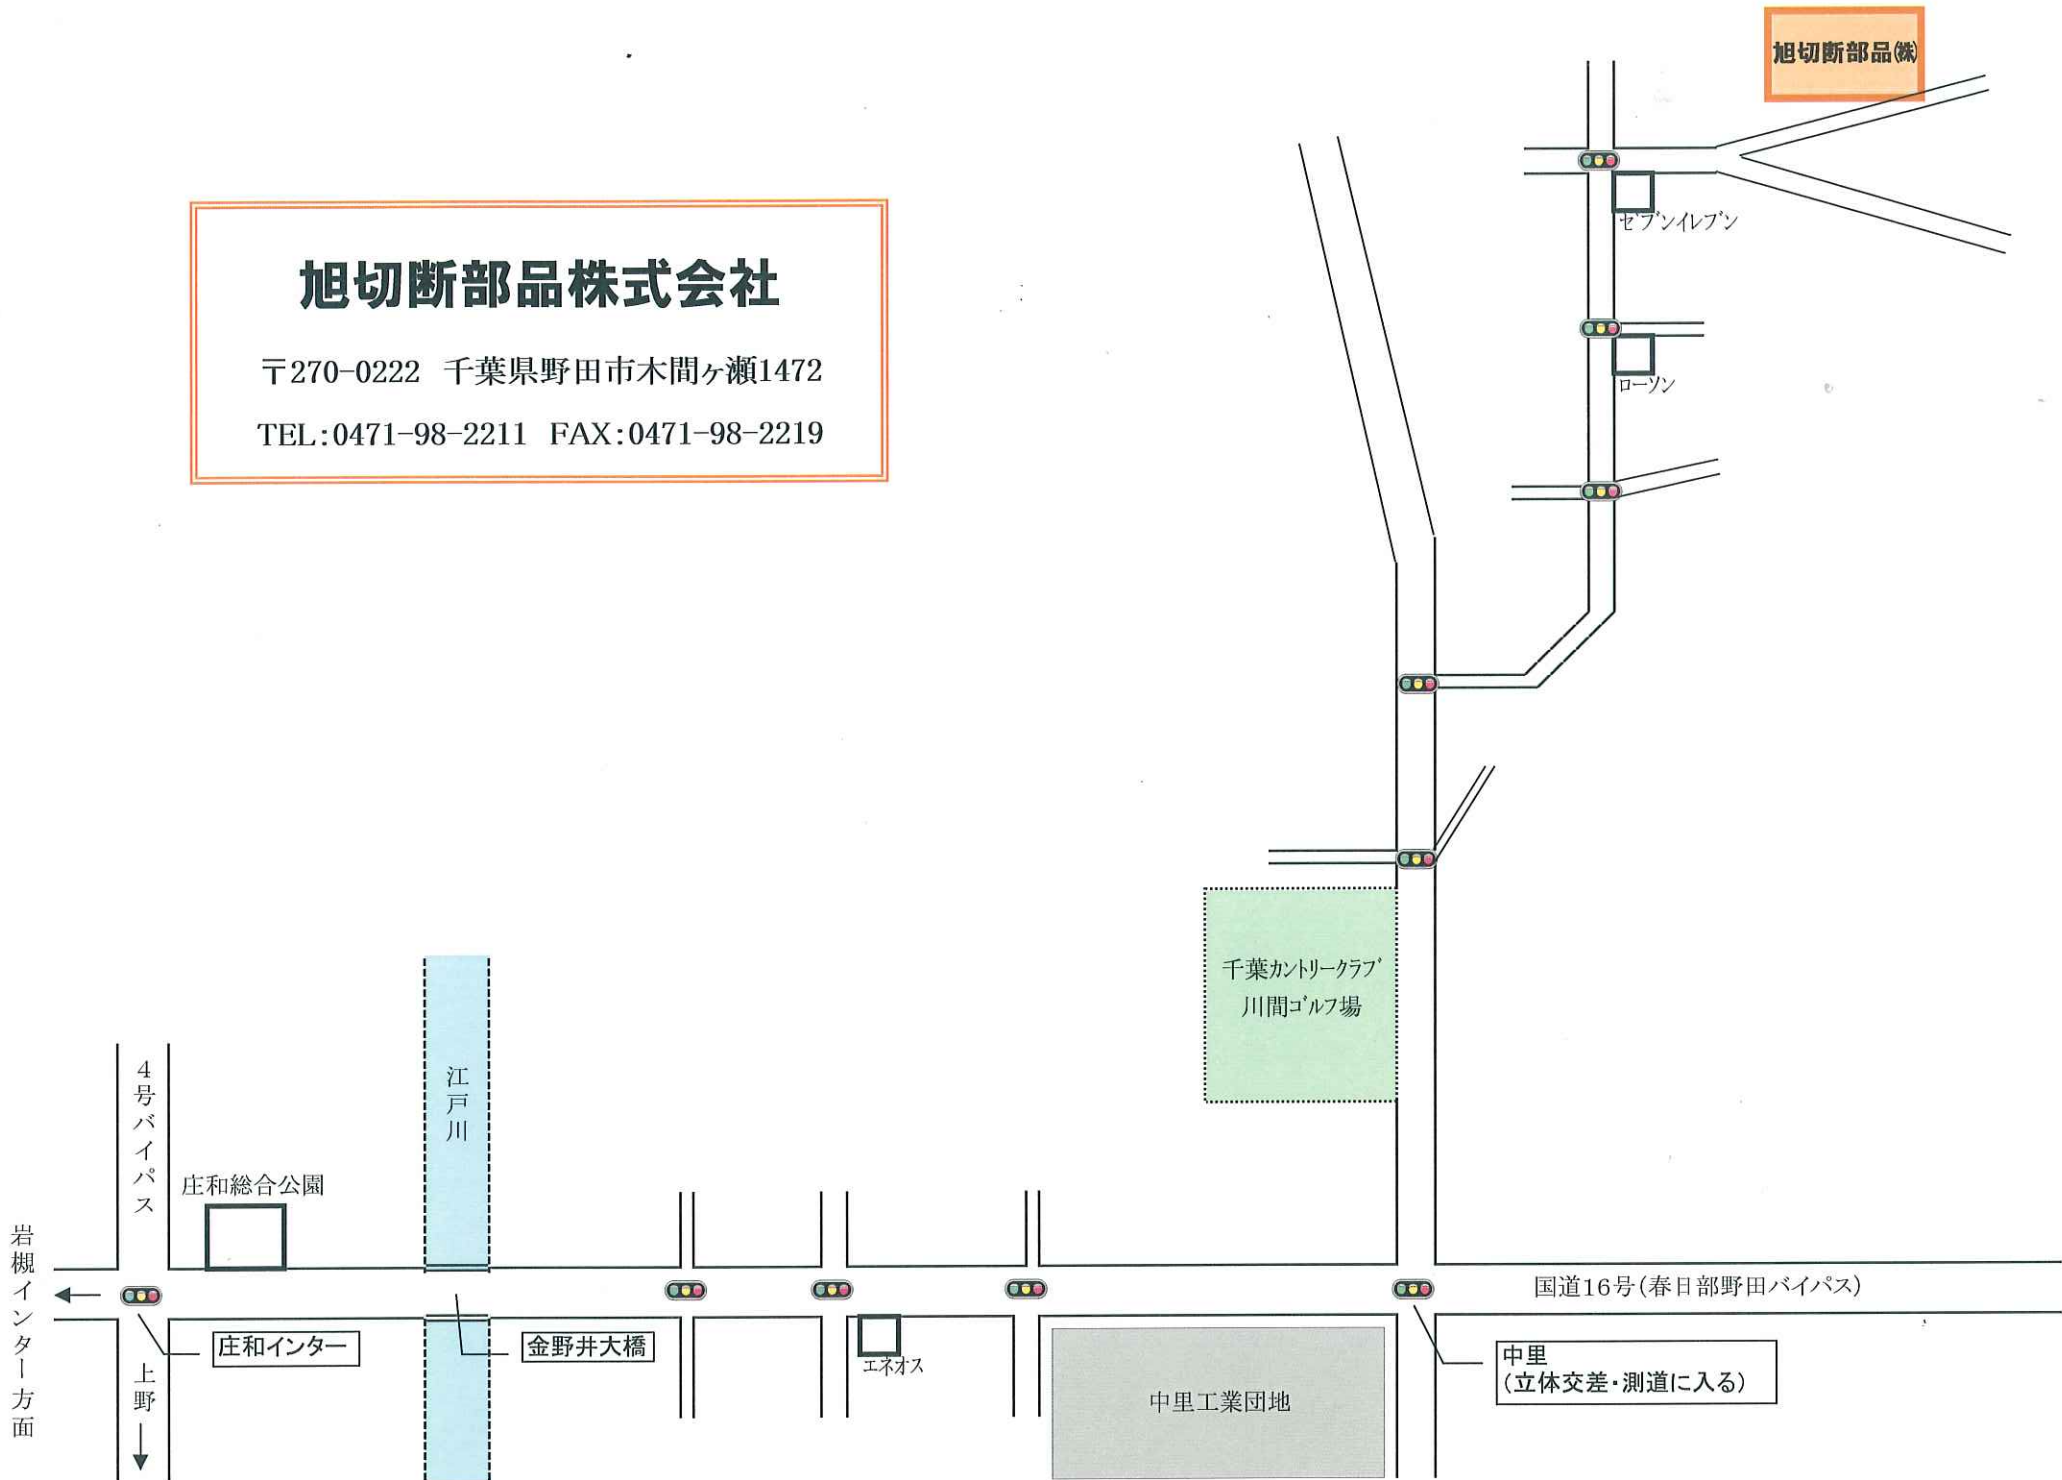 旭切断部品㈱
セブンイレブン
旭切断部品株式会社
〒270-0222 千葉県野田市木間ヶ瀬1472
TEL:0471-98-2211 FAX:0471-98-2219
ローソン
千葉カントリークラブ
川間ゴルフ場
4号バイパス
江戸川
庄和総合公園
岩槻インター方面
国道16号(春日部野田バイパス)
庄和インター
金野井大橋
エネオス
中里
(立体交差・測道に入る)
上野
中里工業団地